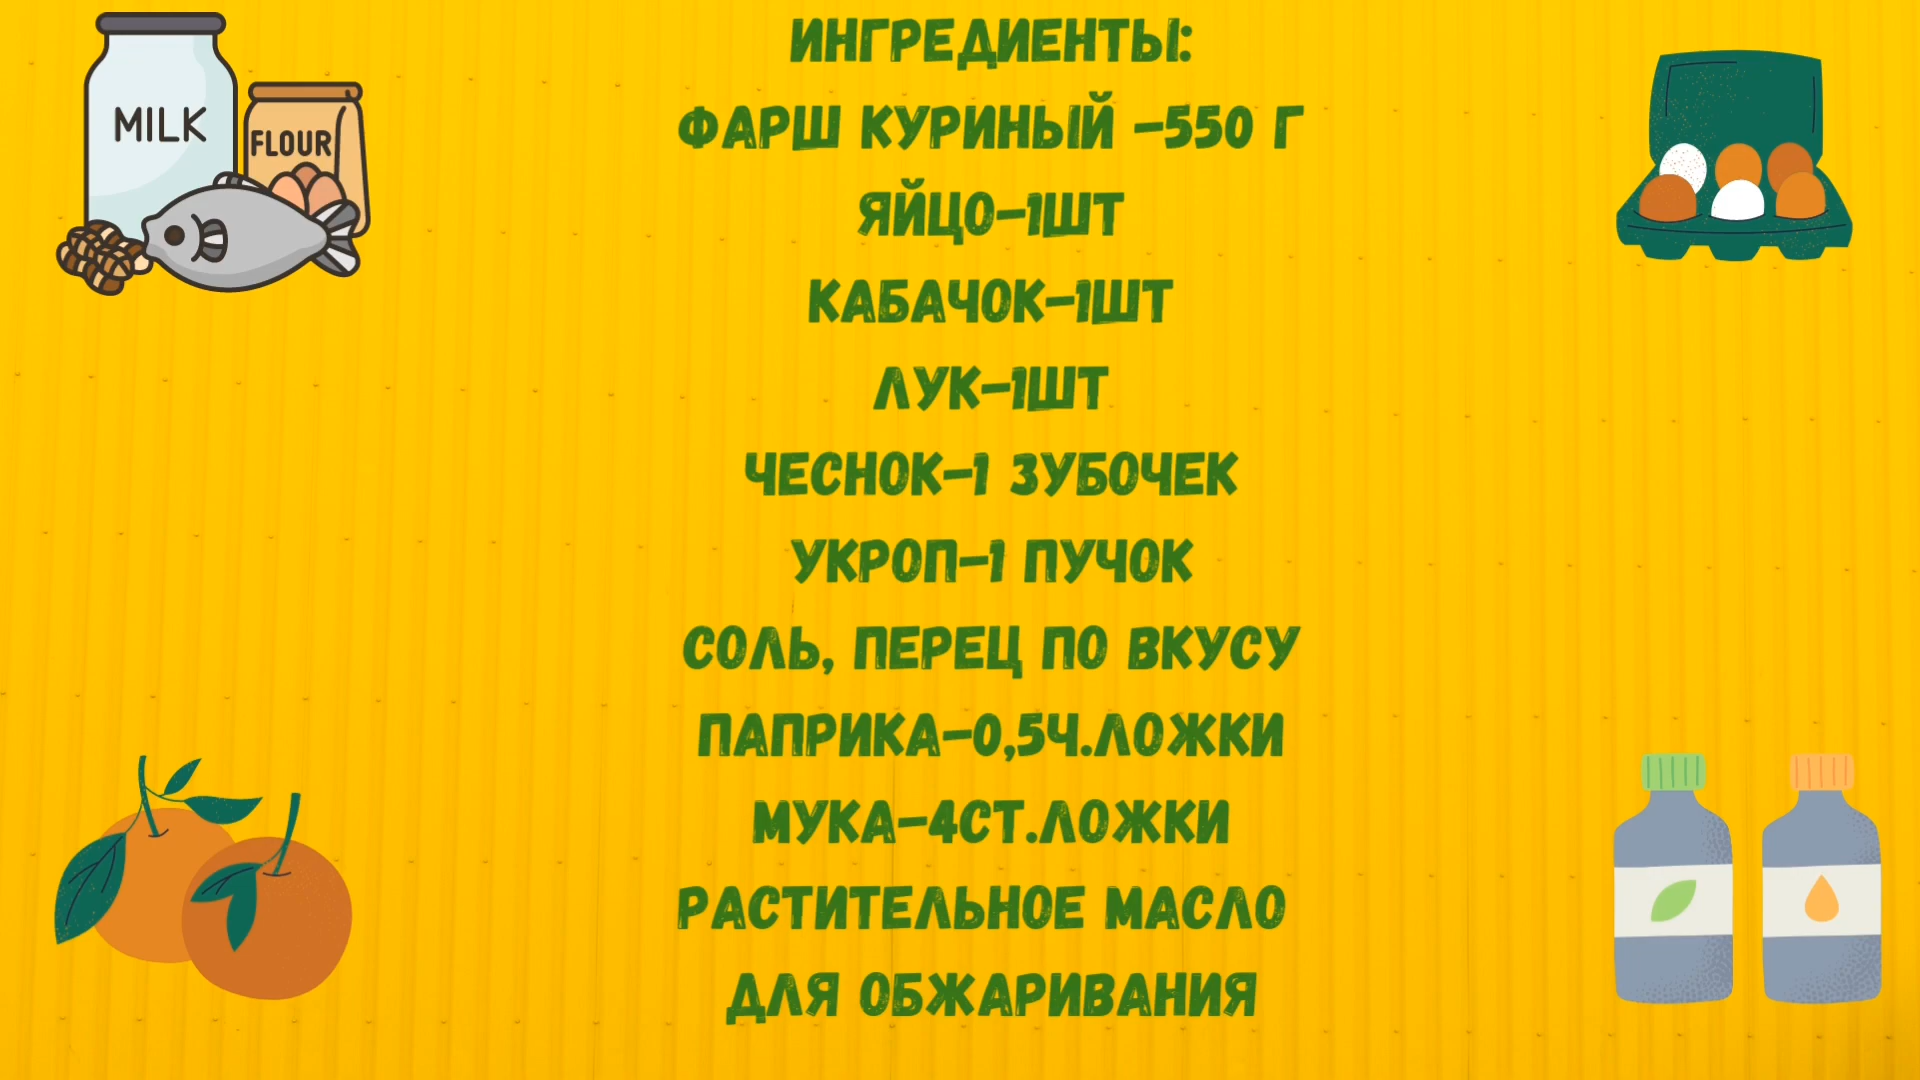 MILK
FLOUR
ИНГРЕДИЕНТЫ:
ФАРШ КУРИНЫЙ -550 Г
ЯЙЦО-1ШТ
КАБАЧОК-1ШТ
ЛУК-1ШТ
ЧЕСНОК-1 ЗУБОЧЕК
УКРОП-1 ПУЧОК
СОЛЬ, ПЕРЕЦ ПО ВКУСУ
ПАПРИКА-0,5Ч.ЛОЖКИ
МУКА-4СТ.ЛОЖКИ
РАСТИТЕЛЬНОЕ МАСЛО
ДЛЯ ОБЖАРИВАНИЯ